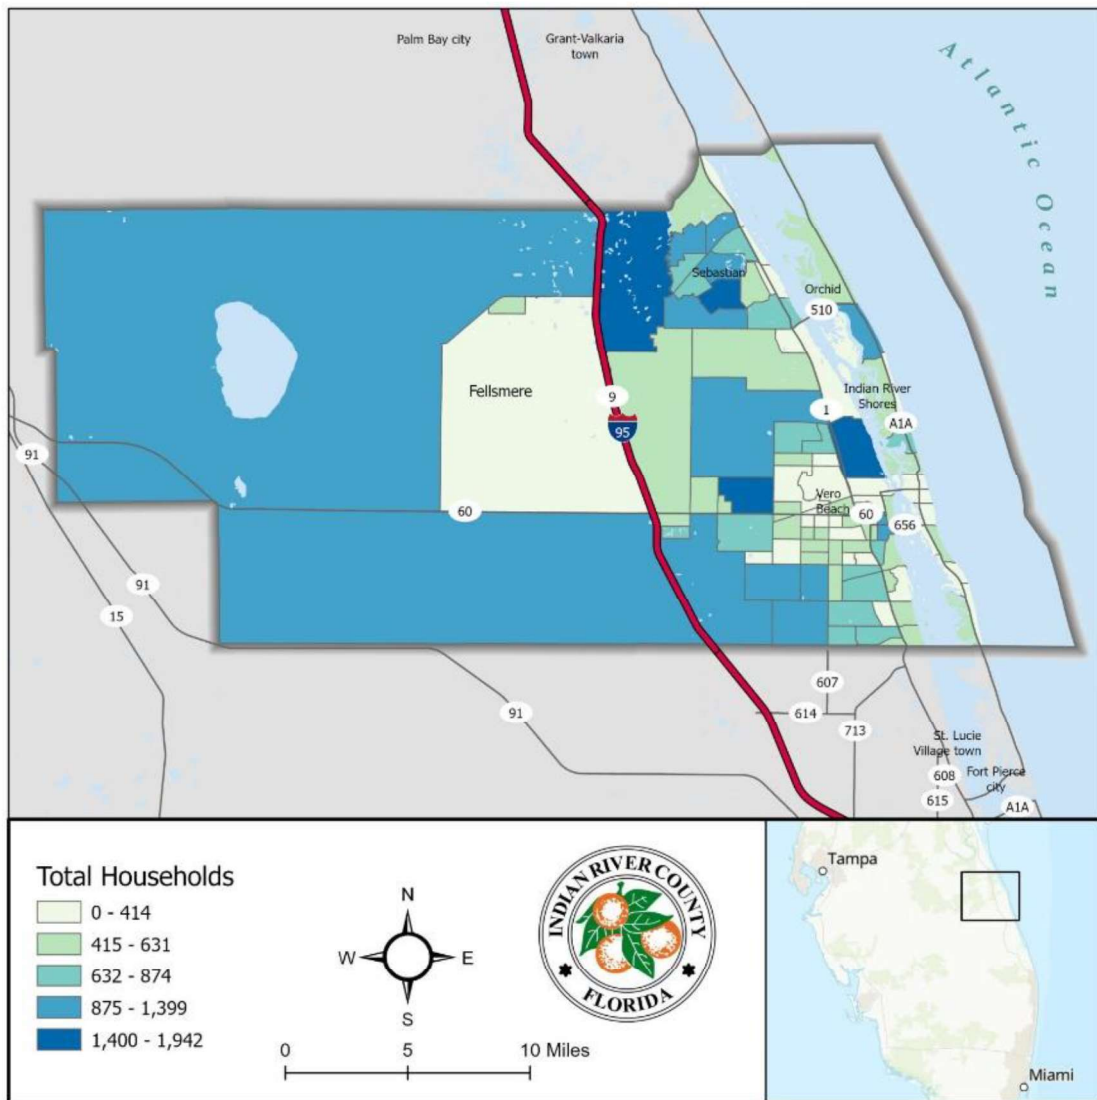 Palm Bay city
Grant-Valkaria
town
Atlantic Ocean
Sebastian
Orchid
510
Fellsmere
9
95
Indian River
Shores
1
A1A
91
60
Vero
Beach
60
656
91
15
91
607
614
713
St. Lucie
Village town
608
Fort Pierce
city
615
A1A
Total Households
0 - 414
415 - 631
632 - 874
875 - 1,399
1,400 - 1,942
N
W
E
S
0
5
10 Miles
INDIAN RIVER COUNTY
FLORIDA
Tampa
Miami